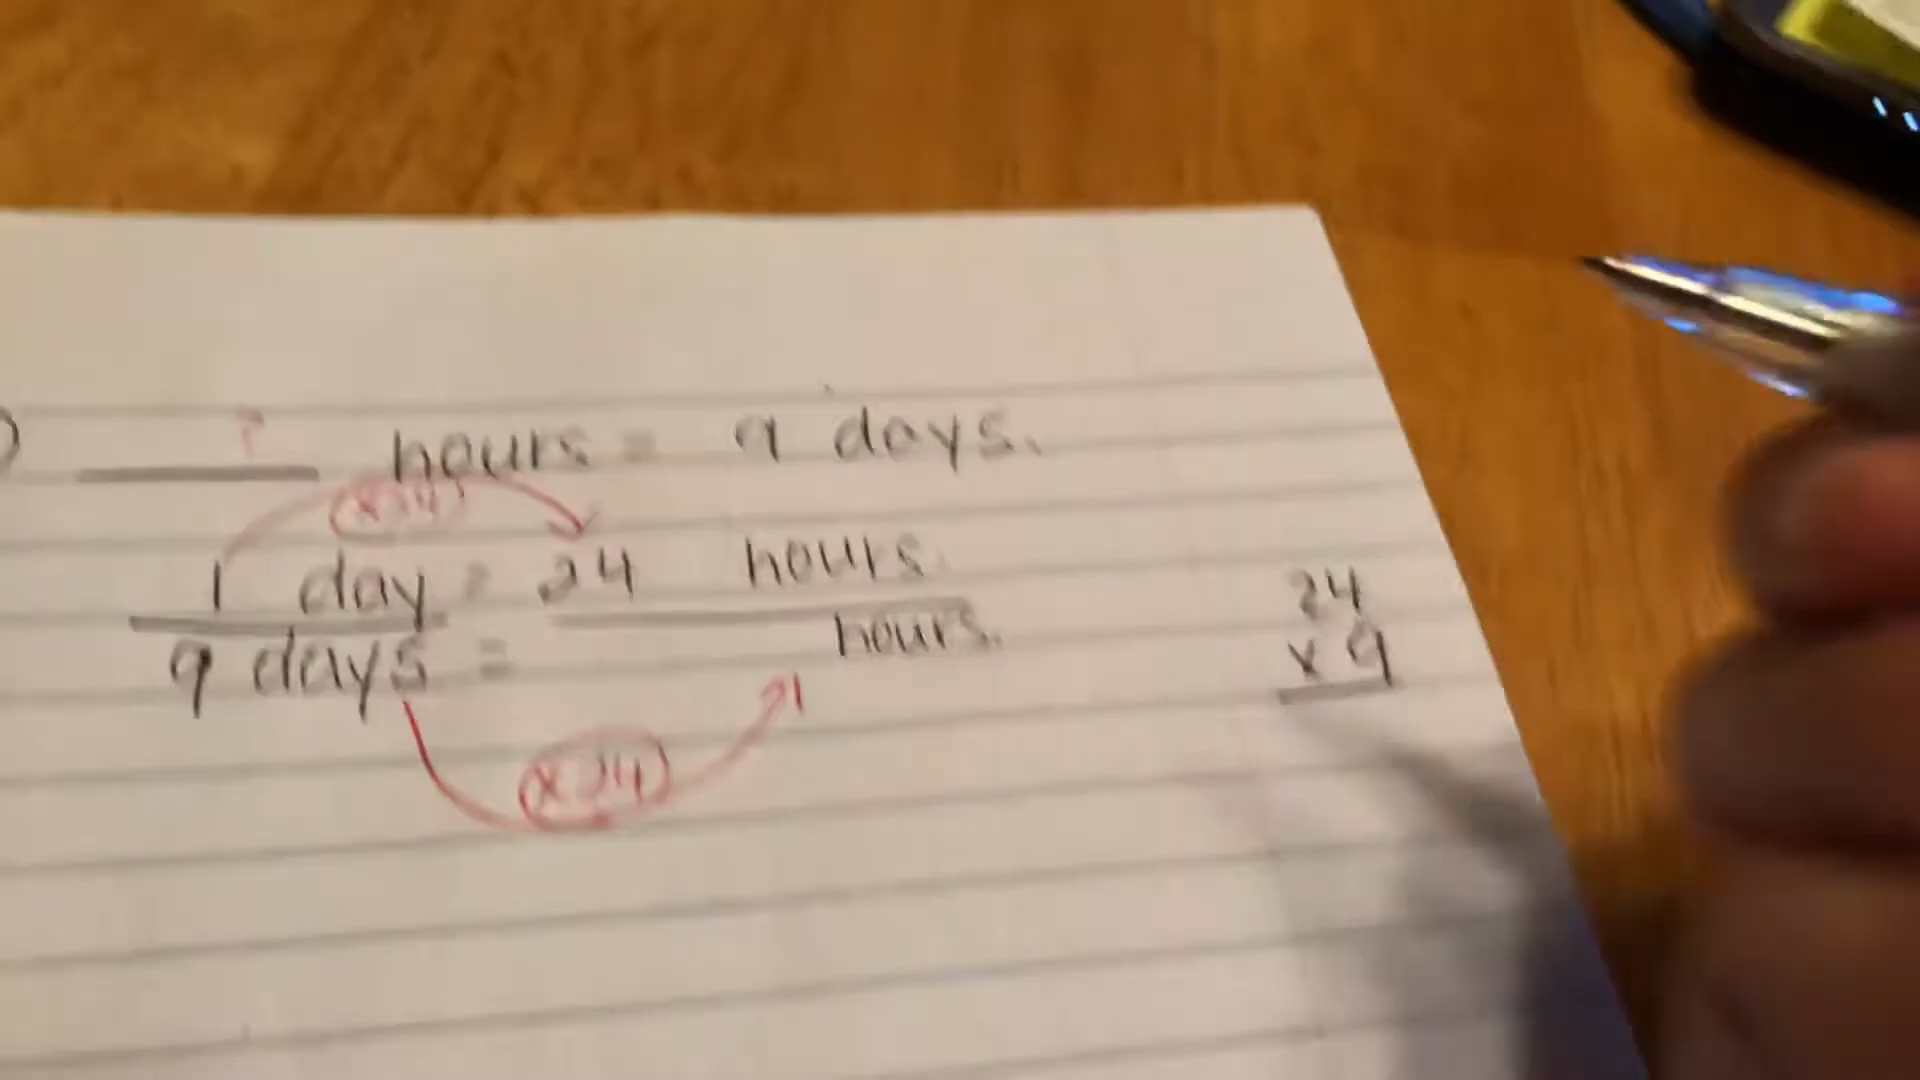 ) ? hours = 9 days.
(x24)
1 day = 24 hours.
9 days = hours.
(x24)
24
x 9